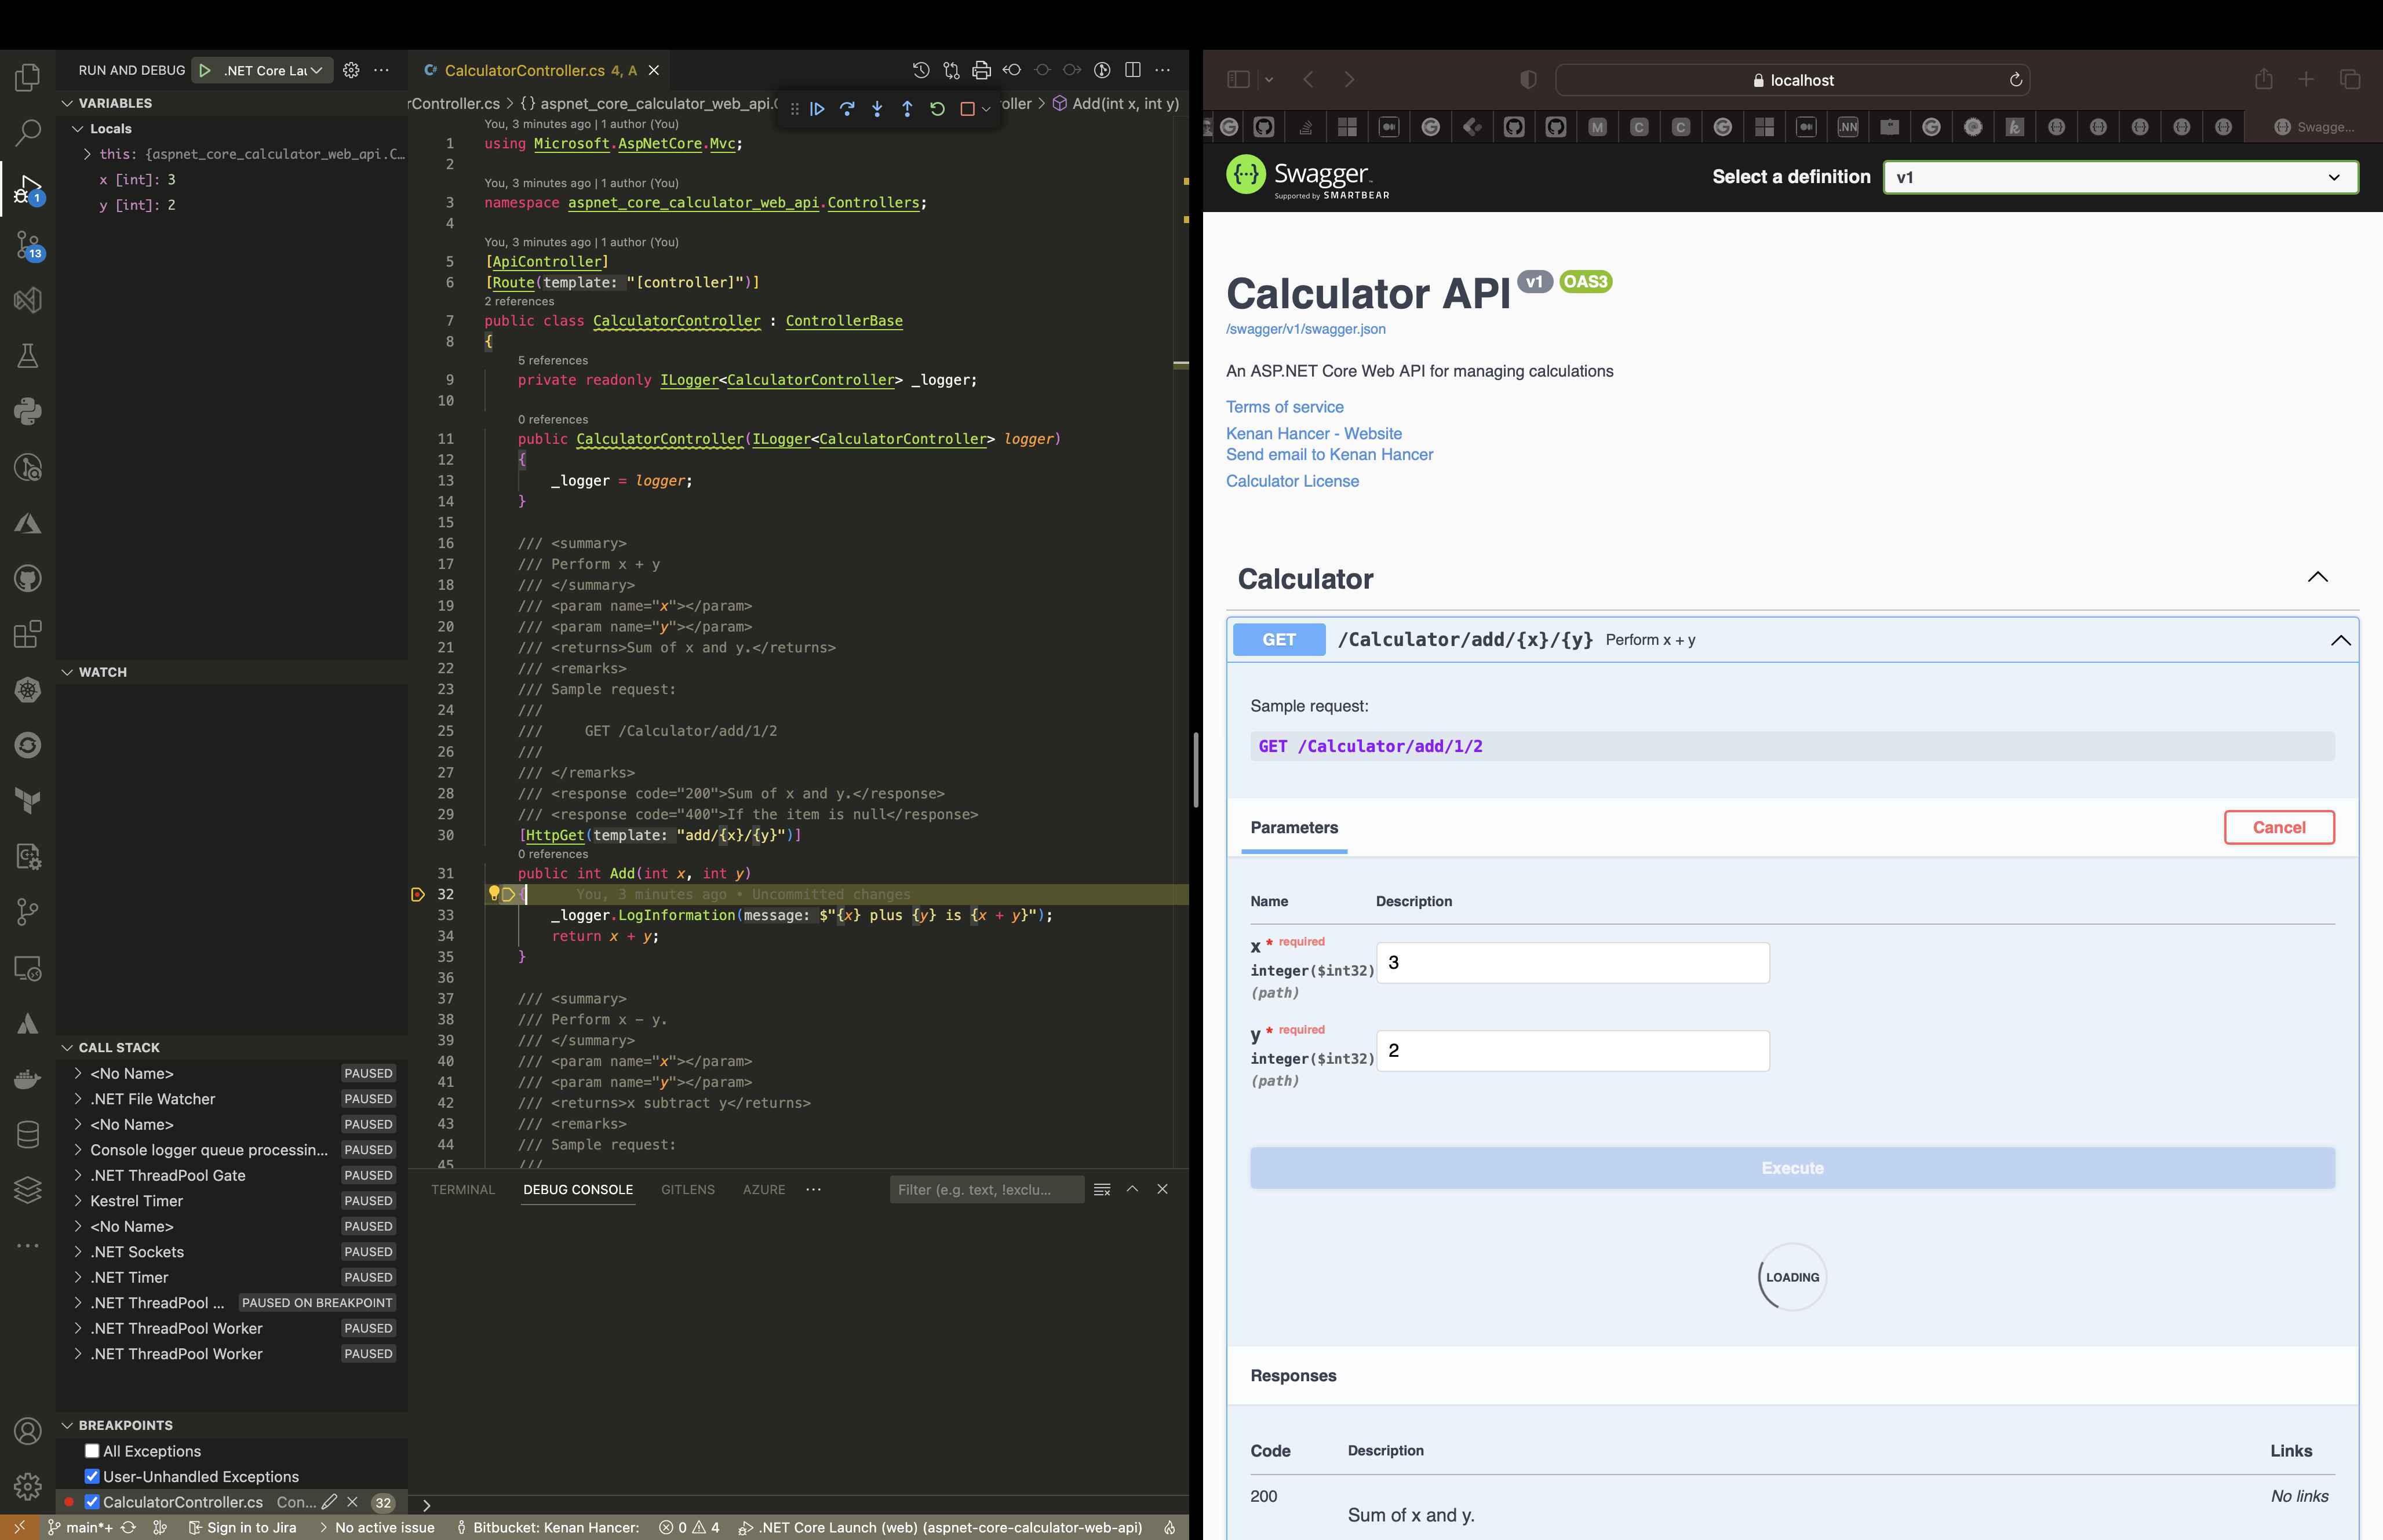 RUN AND DEBUG
.NET Core Lau
VARIABLES
Locals
this: {aspnet_core_calculator_web_api.C...
x [int]: 3
y [int]: 2
WATCH
CALL STACK
<No Name> PAUSED
.NET File Watcher PAUSED
<No Name> PAUSED
Console logger queue processin... PAUSED
.NET ThreadPool Gate PAUSED
Kestrel Timer PAUSED
<No Name> PAUSED
.NET Sockets PAUSED
.NET Timer PAUSED
.NET ThreadPool ... PAUSED ON BREAKPOINT
.NET ThreadPool Worker PAUSED
.NET ThreadPool Worker PAUSED
BREAKPOINTS
All Exceptions
User-Unhandled Exceptions
CalculatorController.cs Con... 32
1
13
CalculatorController.cs 4, A
rController.cs > {} aspnet_core_calculator_web_api.C
oller > Add(int x, int y)
You, 3 minutes ago | 1 author (You)
1 using Microsoft.AspNetCore.Mvc;
2
You, 3 minutes ago | 1 author (You)
3 namespace aspnet_core_calculator_web_api.Controllers;
4
You, 3 minutes ago | 1 author (You)
5 [ApiController]
6 [Route(template: "[controller]")]
2 references
7 public class CalculatorController : ControllerBase
8 {
5 references
9 private readonly ILogger<CalculatorController> _logger;
10
0 references
11 public CalculatorController(ILogger<CalculatorController> logger)
12 {
13 _logger = logger;
14 }
15
16 /// <summary>
17 /// Perform x + y
18 /// </summary>
19 /// <param name="x"></param>
20 /// <param name="y"></param>
21 /// <returns>Sum of x and y.</returns>
22 /// <remarks>
23 /// Sample request:
24 ///
25 /// GET /Calculator/add/1/2
26 ///
27 /// </remarks>
28 /// <response code="200">Sum of x and y.</response>
29 /// <response code="400">If the item is null</response>
30 [HttpGet(template: "add/{x}/{y}")]
0 references
31 public int Add(int x, int y)
32 { You, 3 minutes ago • Uncommitted changes
33 _logger.LogInformation(message: $"{x} plus {y} is {x + y}");
34 return x + y;
35 }
36
37 /// <summary>
38 /// Perform x - y.
39 /// </summary>
40 /// <param name="x"></param>
41 /// <param name="y"></param>
42 /// <returns>x subtract y</returns>
43 /// <remarks>
44 /// Sample request:
45 ///
TERMINAL DEBUG CONSOLE GITLENS AZURE ... Filter (e.g. text, !exclu...
main*+ Sign in to Jira No active issue Bitbucket: Kenan Hancer: 0 4 .NET Core Launch (web) (aspnet-core-calculator-web-api)
localhost
.NN
M
C
C
Swagge...
Swagger
Supported by SMARTBEAR
Select a definition v1
Calculator API v1 OAS3
/swagger/v1/swagger.json
An ASP.NET Core Web API for managing calculations
Terms of service
Kenan Hancer - Website
Send email to Kenan Hancer
Calculator License
Calculator
GET /Calculator/add/{x}/{y} Perform x + y
Sample request:
GET /Calculator/add/1/2
Parameters Cancel
Name Description
x * required
integer($int32) 3
(path)
y * required
integer($int32) 2
(path)
Execute
LOADING
Responses
Code Description Links
200 No links
Sum of x and y.